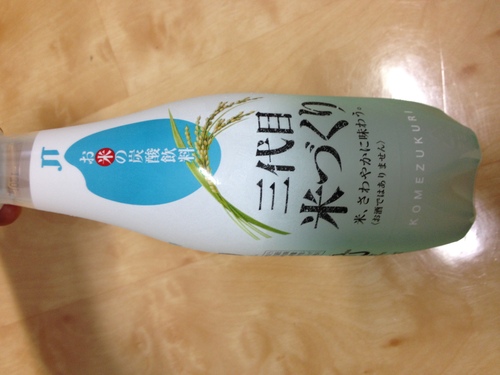 JT
お米の炭酸飲料
三代目
米づくり
米、さわやかに味わう。
(お酒ではありません)
KOMEZUKURI